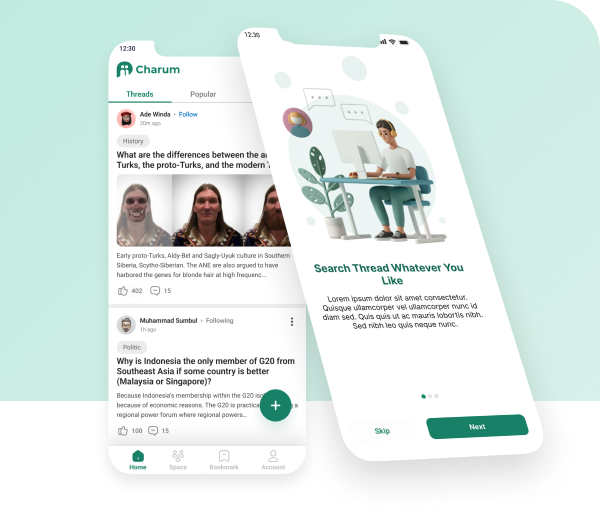 12:30
Charum
Threads
Popular
Ade Winda • Follow
20m ago
History
What are the differences between the
Turks, the proto-Turks, and the modern
Early proto-Turks, Aldy-Bel and Sagly-Uyuk culture in Southern
Siberia, Scytho-Siberian. The ANE are also argued to have
harbored the genes for blonde hair at high frequenc...
402
15
Muhammad Sumbul • Following
1h ago
Politic
Why is Indonesia the only member of G20 from
Southeast Asia if some country is better
(Malaysia or Singapore)?
Because Indonesia's membership within the G20
because of economic reasons. The G20 is a
regional power forum where regional powers...
100
15
+
Home
Space
Bookmark
Account
12:30
Search Thread Whatever You
Like
Lorem ipsum dolor sit amet consectetur.
Quisque ullamcorper vel ullamcorper nunc id
diam sed. Quis quis ut ac mauris lobortis nibh.
Sed nibh leo quis neque nunc.
Skip
Next